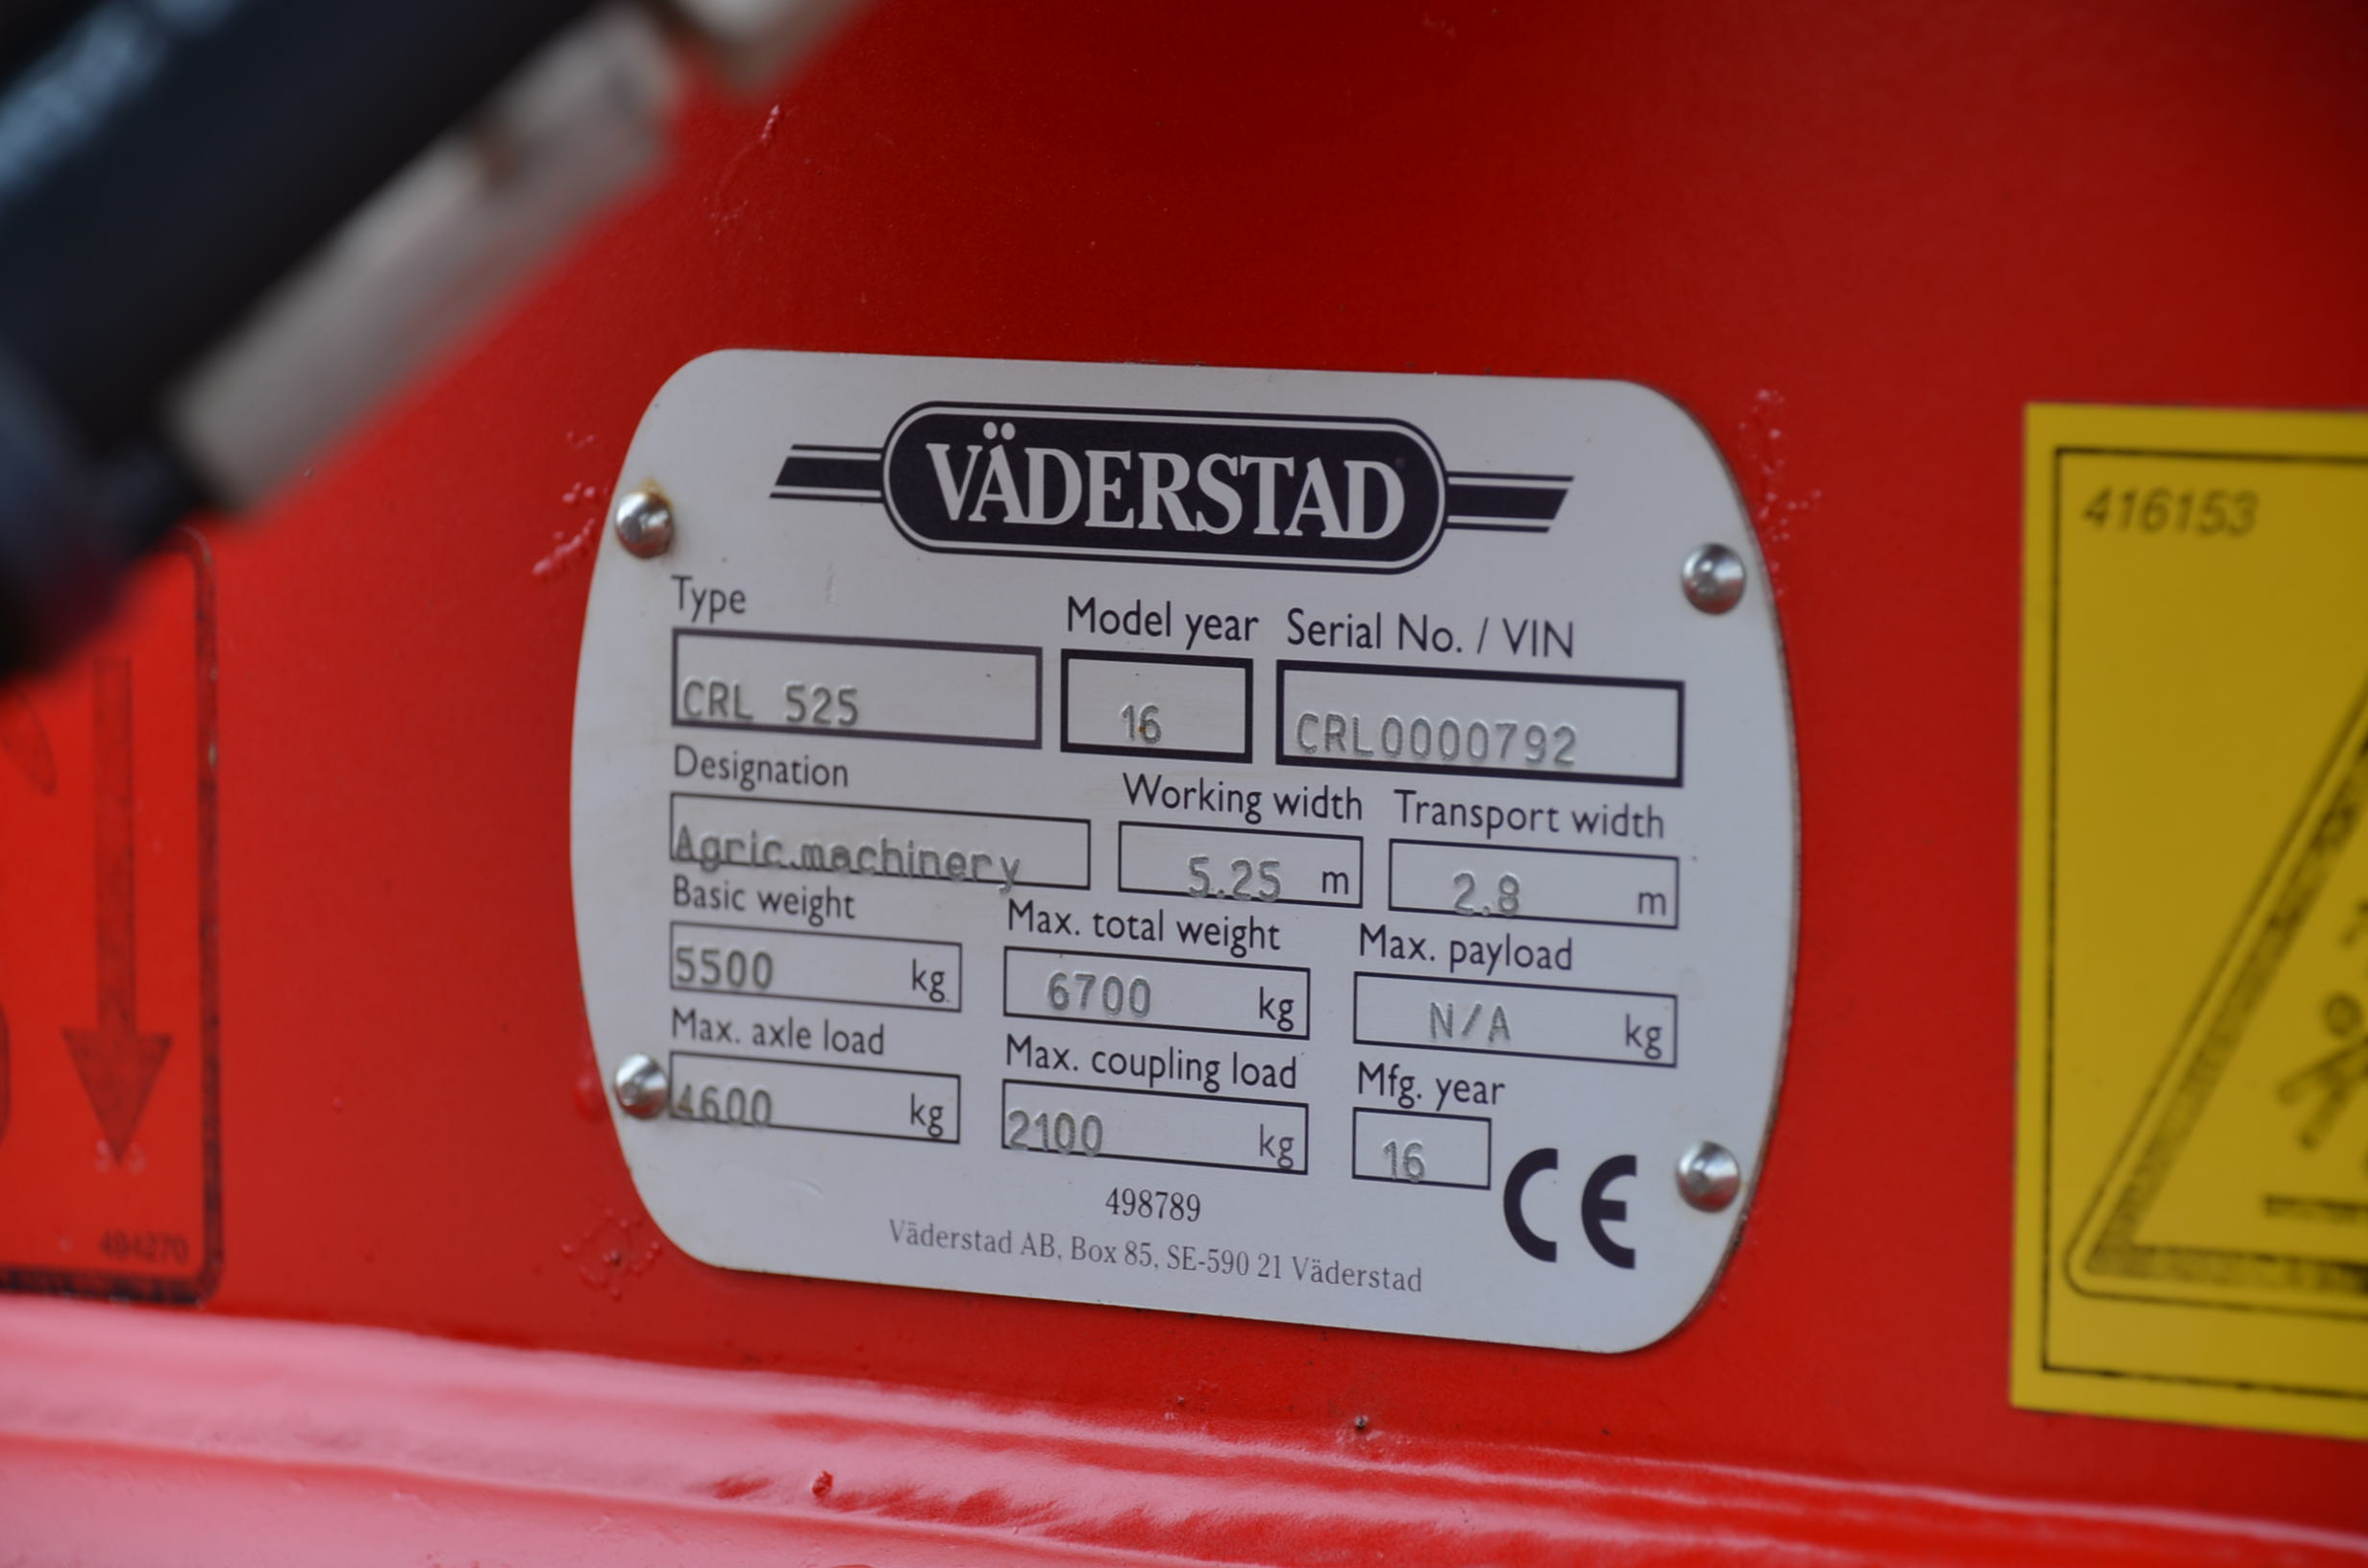 VÄDERSTAD
Type Model year Serial No. / VIN
CRL 525 16 CRL0000792
Designation Working width Transport width
Agric.machinery 5.25 m 2.8 m
Basic weight Max. total weight Max. payload
5500 kg 6700 kg N/A kg
Max. axle load Max. coupling load Mfg. year
4600 kg 2100 kg 16
CE
498789
Väderstad AB, Box 85, SE-590 21 Väderstad
416153
494270